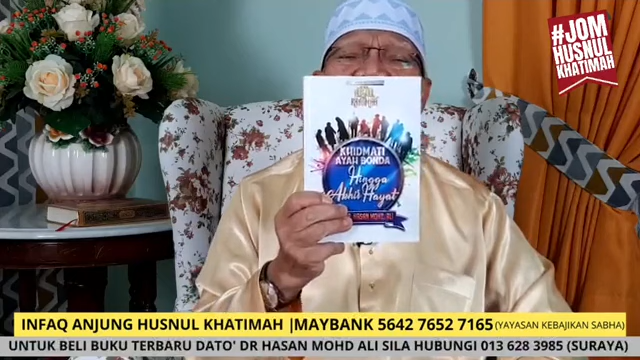 #JOM
HUSNUL
KHATIMAH
HUSNUL
KHATIMAH
KHIDMATI
AYAH BONDA
Hingga
Akhir Hayat
HASAN MOHD. ALI
INFAQ ANJUNG HUSNUL KHATIMAH |MAYBANK 5642 7652 7165 (YAYASAN KEBAJIKAN SABHA)
UNTUK BELI BUKU TERBARU DATO' DR HASAN MOHD ALI SILA HUBUNGI 013 628 3985 (SURAYA)